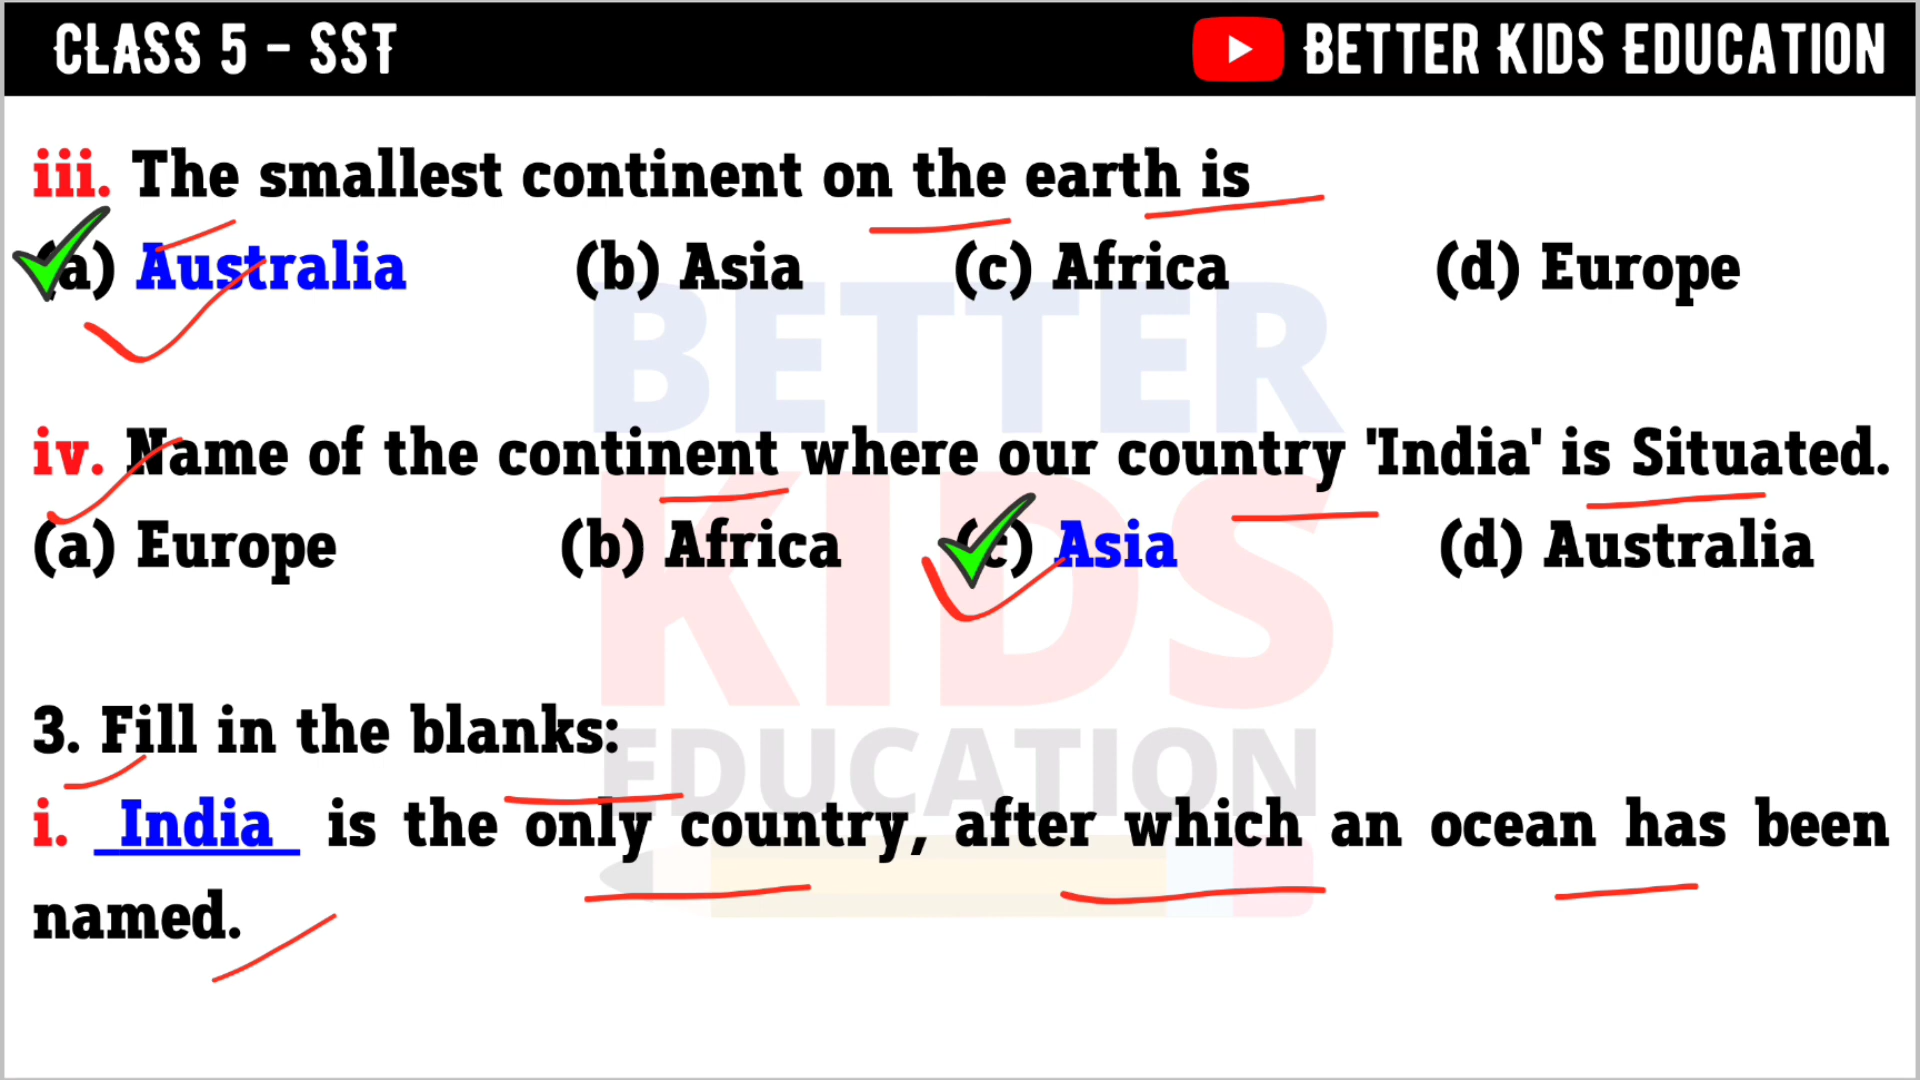 CLASS 5 - SST
BETTER KIDS EDUCATION
iii. The smallest continent on the earth is
(a) Australia (b) Asia (c) Africa (d) Europe
iv. Name of the continent where our country 'India' is Situated.
(a) Europe (b) Africa (c) Asia (d) Australia
3. Fill in the blanks:
i. _India_ is the only country, after which an ocean has been
named.
BETTER
KIDS
EDUCATION